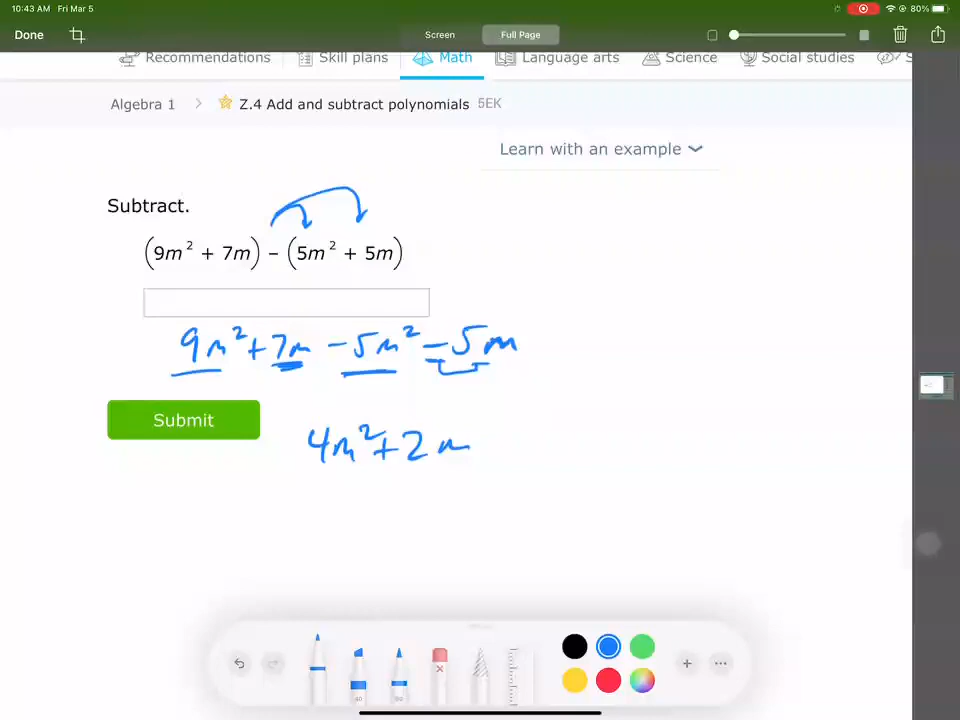 10:43 AM Fri Mar 5 80%
Done Screen Full Page
Recommendations Skill plans Math Language arts Science Social studies S
Algebra 1 > Z.4 Add and subtract polynomials 5EK
Learn with an example
Subtract.
(9m² + 7m) – (5m² + 5m)
9m² + 7m - 5m² - 5m
Submit
4m² + 2m